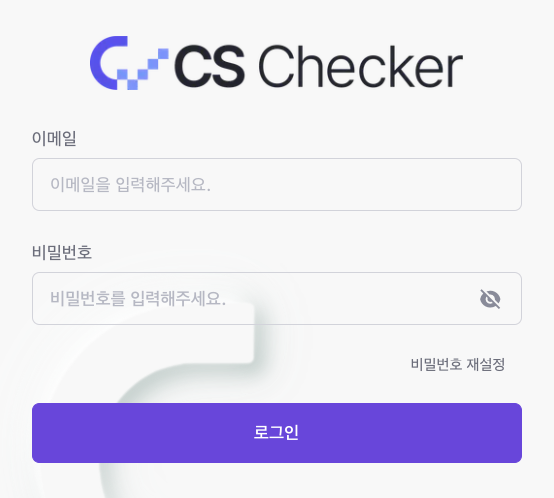 CS Checker
이메일
이메일을 입력해주세요.
비밀번호
비밀번호를 입력해주세요.
비밀번호 재설정
로그인